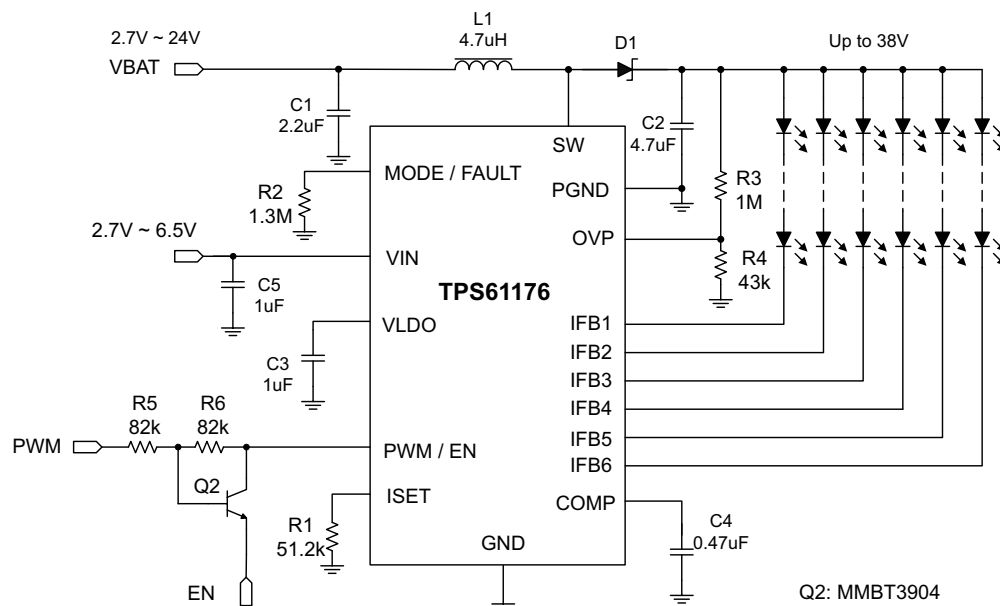 L1
4.7uH
2.7V ~ 24V
VBAT
D1
Up to 38V
C1
2.2uF
C2
4.7uF
SW
MODE / FAULT
PGND
R2
1.3M
R3
1M
2.7V ~ 6.5V
OVP
VIN
R4
43k
C5
1uF
TPS61176
VLDO
IFB1
C3
1uF
IFB2
IFB3
R5
82k
R6
82k
IFB4
IFB5
PWM
PWM / EN
IFB6
Q2
ISET
COMP
R1
51.2k
C4
0.47uF
GND
EN
Q2: MMBT3904